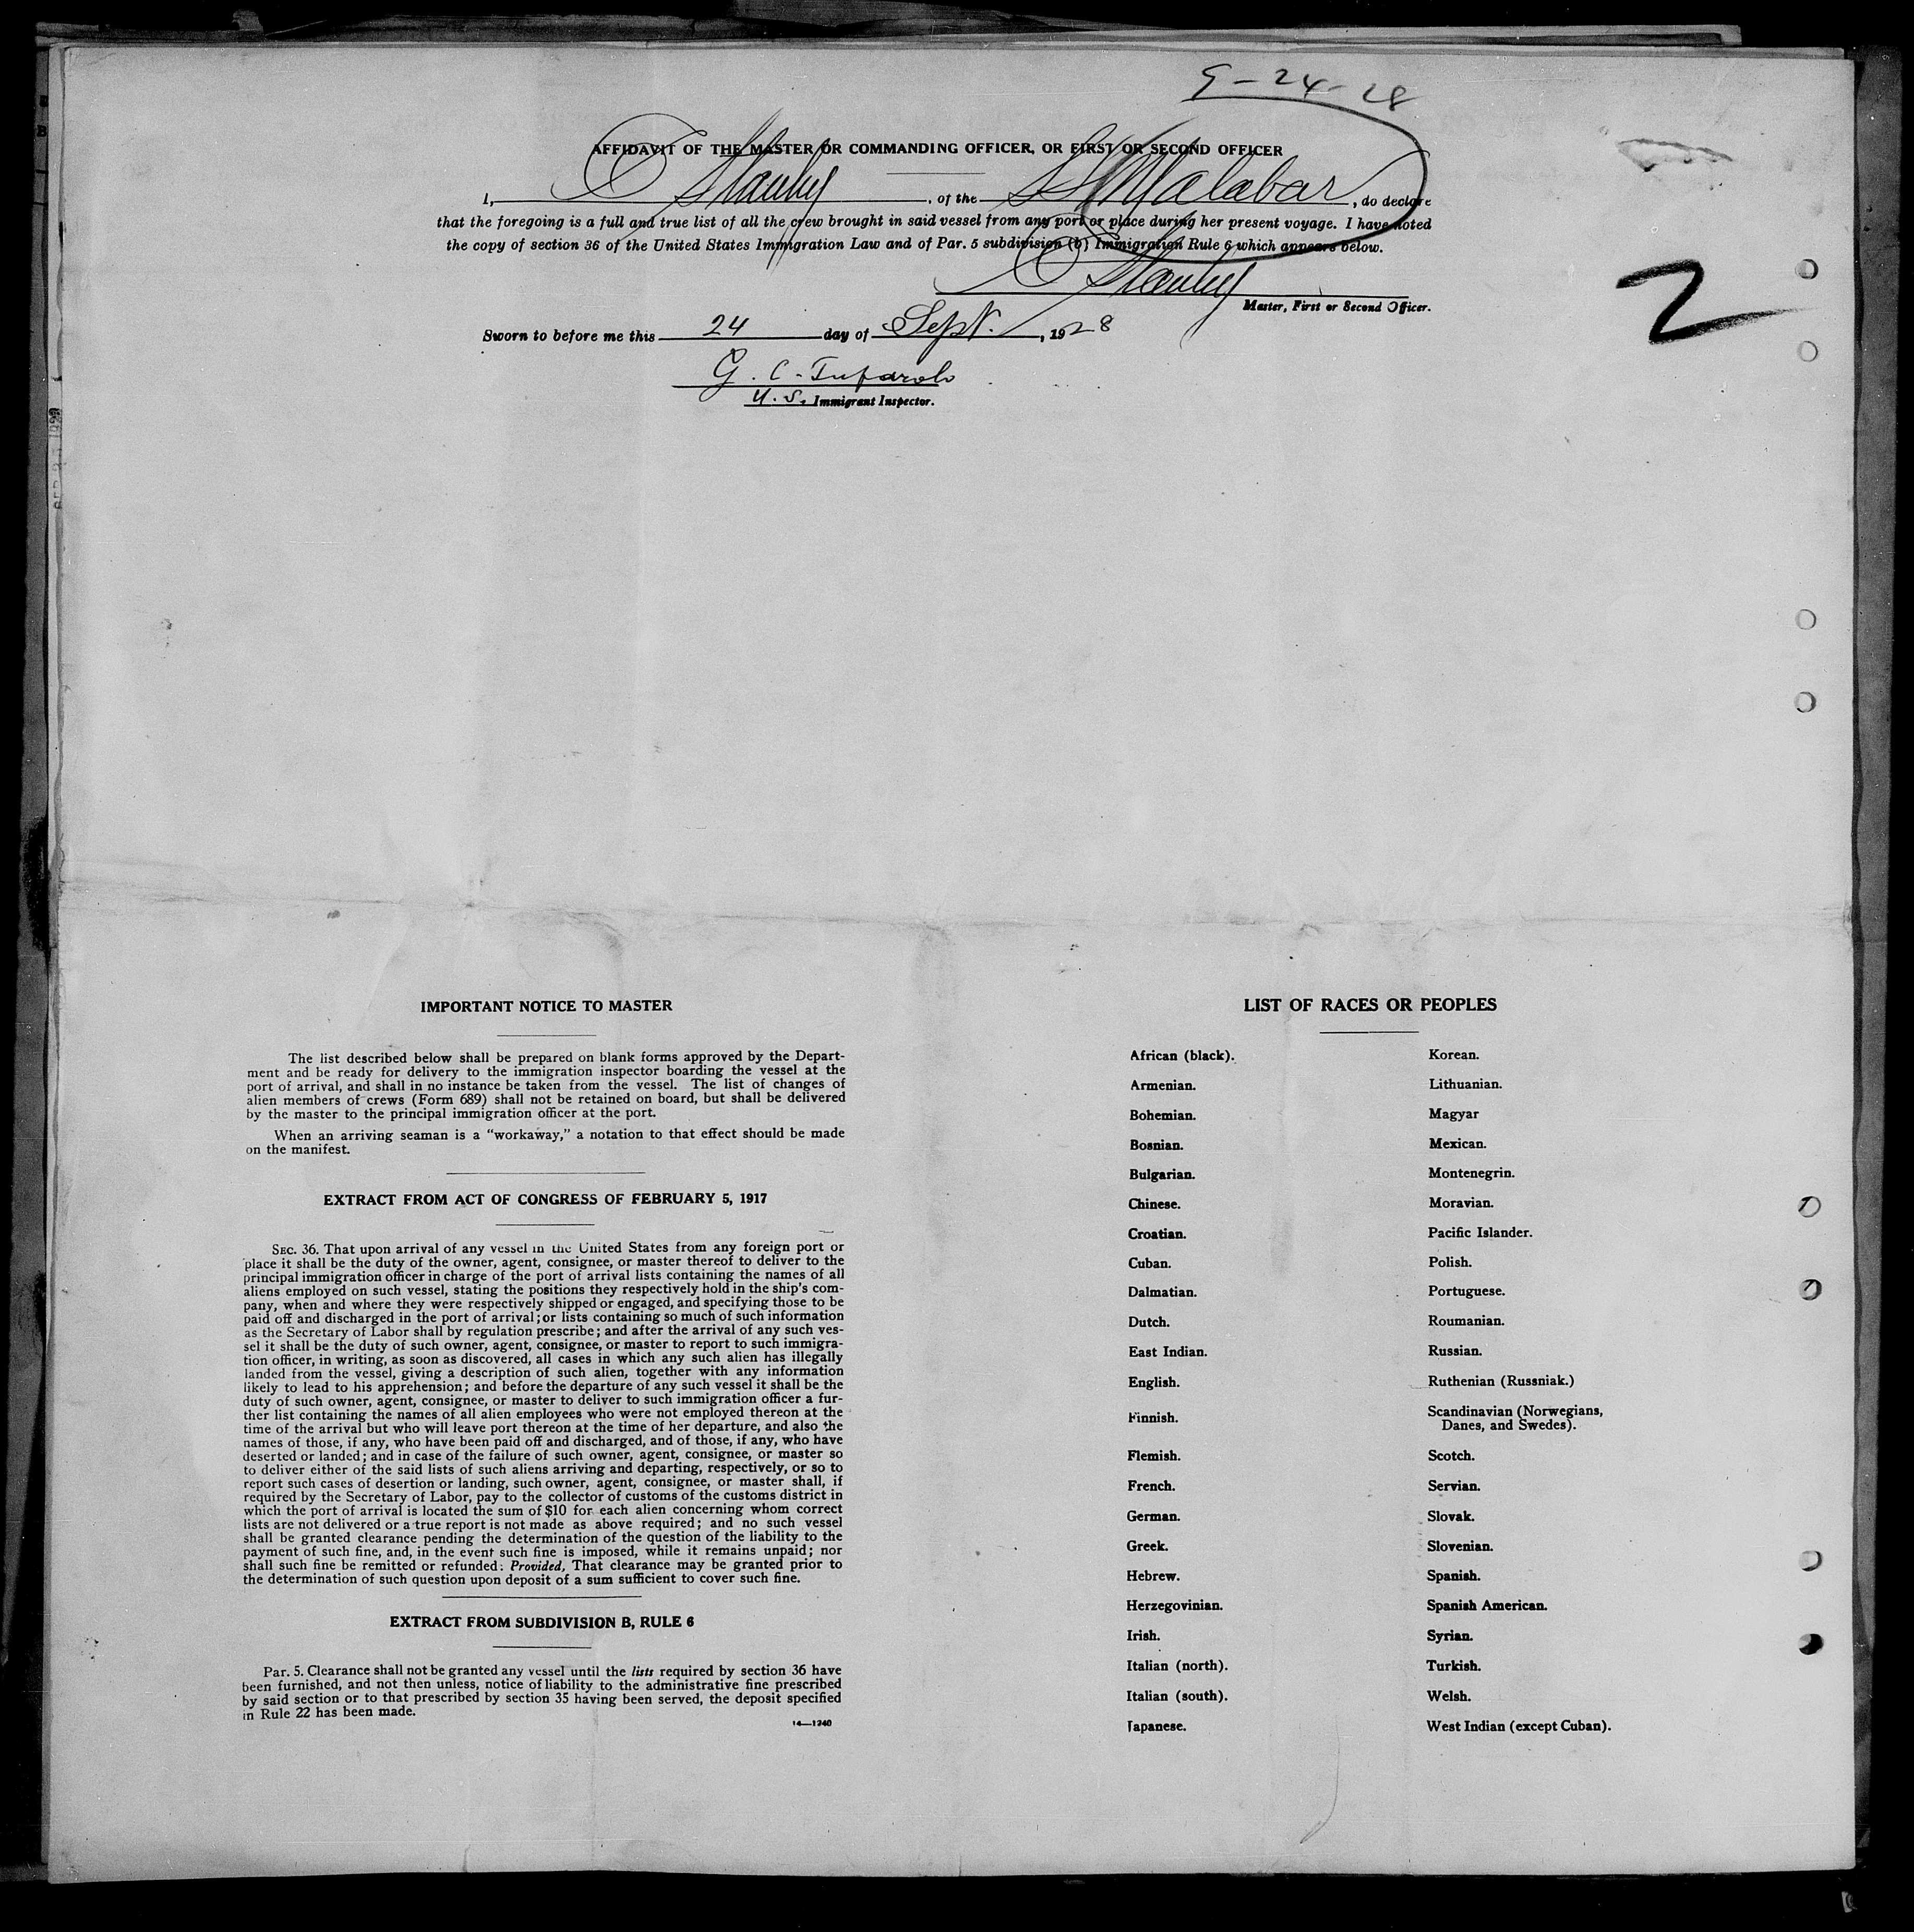 9-24-28
AFFIDAVIT OF THE MASTER OR COMMANDING OFFICER, OR FIRST OR SECOND OFFICER
I, C Stanley, of the SS Malabar, do declare
that the foregoing is a full and true list of all the crew brought in said vessel from any port or place during her present voyage. I have noted
the copy of section 36 of the United States Immigration Law and of Par. 5 subdivision (b) Immigration Rule 6 which appears below.
C Stanley
Master, First or Second Officer.
2
Sworn to before me this 24 day of Sept., 1928
G. C.
U.S. Immigrant Inspector.
IMPORTANT NOTICE TO MASTER
The list described below shall be prepared on blank forms approved by the Depart-
ment and be ready for delivery to the immigration inspector boarding the vessel at the
port of arrival, and shall in no instance be taken from the vessel. The list of changes of
alien members of crews (Form 689) shall not be retained on board, but shall be delivered
by the master to the principal immigration officer at the port.
When an arriving seaman is a "workaway," a notation to that effect should be made
on the manifest.
EXTRACT FROM ACT OF CONGRESS OF FEBRUARY 5, 1917
SEC. 36. That upon arrival of any vessel in the United States from any foreign port or
place it shall be the duty of the owner, agent, consignee, or master thereof to deliver to the
principal immigration officer in charge of the port of arrival lists containing the names of all
aliens employed on such vessel, stating the positions they respectively hold in the ship's com-
pany, when and where they were respectively shipped or engaged, and specifying those to be
paid off and discharged in the port of arrival; or lists containing so much of such information
as the Secretary of Labor shall by regulation prescribe; and after the arrival of any such ves-
sel it shall be the duty of such owner, agent, consignee, or master to report to such immigra-
tion officer, in writing, as soon as discovered, all cases in which any such alien has illegally
landed from the vessel, giving a description of such alien, together with any information
likely to lead to his apprehension; and before the departure of any such vessel it shall be the
duty of such owner, agent, consignee, or master to deliver to such immigration officer a fur-
ther list containing the names of all alien employees who were not employed thereon at the
time of the arrival but who will leave port thereon at the time of her departure, and also the
names of those, if any, who have been paid off and discharged, and of those, if any, who have
deserted or landed; and in case of the failure of such owner, agent, consignee, or master so
to deliver either of the said lists of such aliens arriving and departing, respectively, or so to
report such cases of desertion or landing, such owner, agent, consignee, or master shall, if
required by the Secretary of Labor, pay to the collector of customs of the customs district in
which the port of arrival is located the sum of $10 for each alien concerning whom correct
lists are not delivered or a true report is not made as above required; and no such vessel
shall be granted clearance pending the determination of the question of the liability to the
payment of such fine, and, in the event such fine is imposed, while it remains unpaid; nor
shall such fine be remitted or refunded: Provided, That clearance may be granted prior to
the determination of such question upon deposit of a sum sufficient to cover such fine.
EXTRACT FROM SUBDIVISION B, RULE 6
Par. 5. Clearance shall not be granted any vessel until the lists required by section 36 have
been furnished, and not then unless, notice of liability to the administrative fine prescribed
by said section or to that prescribed by section 35 having been served, the deposit specified
in Rule 22 has been made.
14—1240
LIST OF RACES OR PEOPLES
African (black).
Armenian.
Bohemian.
Bosnian.
Bulgarian.
Chinese.
Croatian.
Cuban.
Dalmatian.
Dutch.
East Indian.
English.
Finnish.
Flemish.
French.
German.
Greek.
Hebrew.
Herzegovinian.
Irish.
Italian (north).
Italian (south).
Japanese.
Korean.
Lithuanian.
Magyar
Mexican.
Montenegrin.
Moravian.
Pacific Islander.
Polish.
Portuguese.
Roumanian.
Russian.
Ruthenian (Russniak.)
Scandinavian (Norwegians,
Danes, and Swedes).
Scotch.
Servian.
Slovak.
Slovenian.
Spanish.
Spanish American.
Syrian.
Turkish.
Welsh.
West Indian (except Cuban).